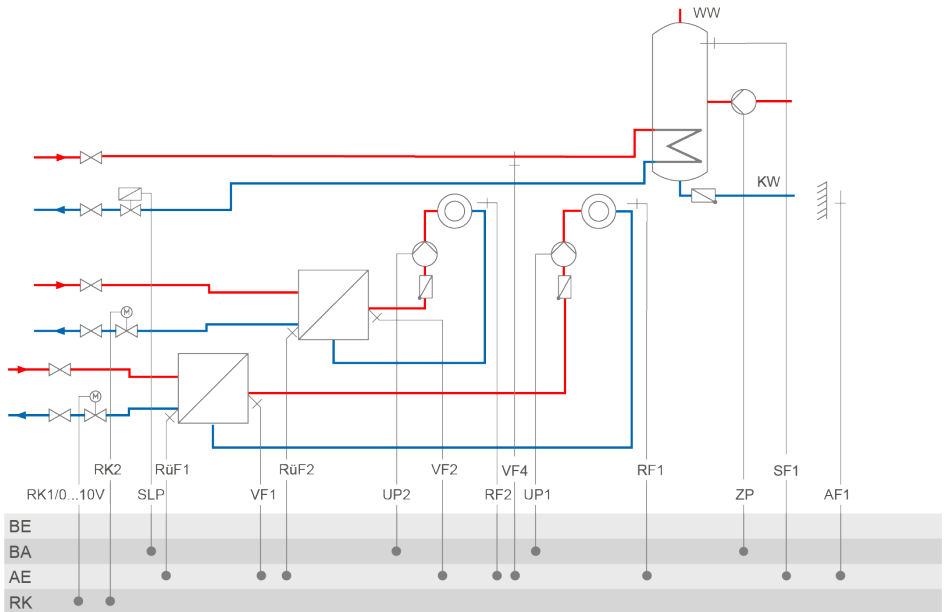 WW
KW
M
M
RK2 RüF1 RüF2 VF2 VF4 RF1 SF1
RK1/0...10V SLP VF1 UP2 RF2 UP1 ZP AF1
BE
BA
AE
RK